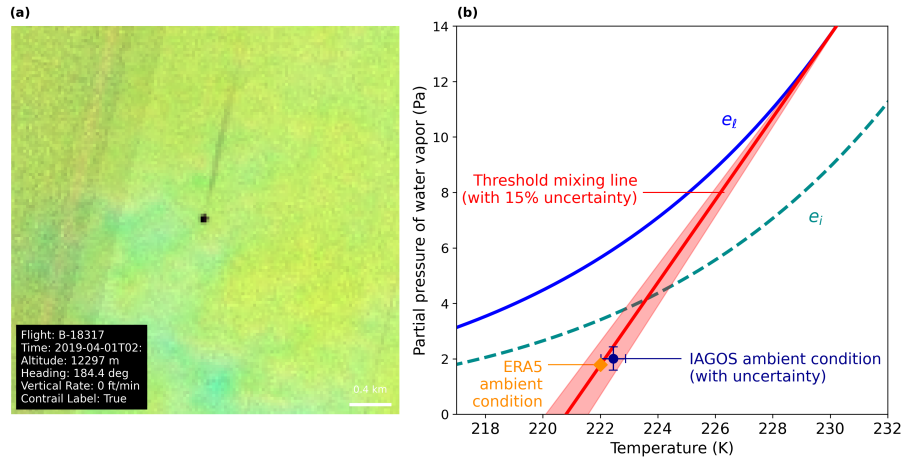 (a)
Flight: B-18317
Time: 2019-04-01T02:
Altitude: 12297 m
Heading: 184.4 deg
Vertical Rate: 0 ft/min
Contrail Label: True
0.4 km
(b)
Partial pressure of water vapor (Pa)
14
12
10
8
6
4
2
0
218
220
222
224
226
228
230
232
Temperature (K)
eℓ
ei
Threshold mixing line
(with 15% uncertainty)
ERA5
ambient
condition
IAGOS ambient condition
(with uncertainty)